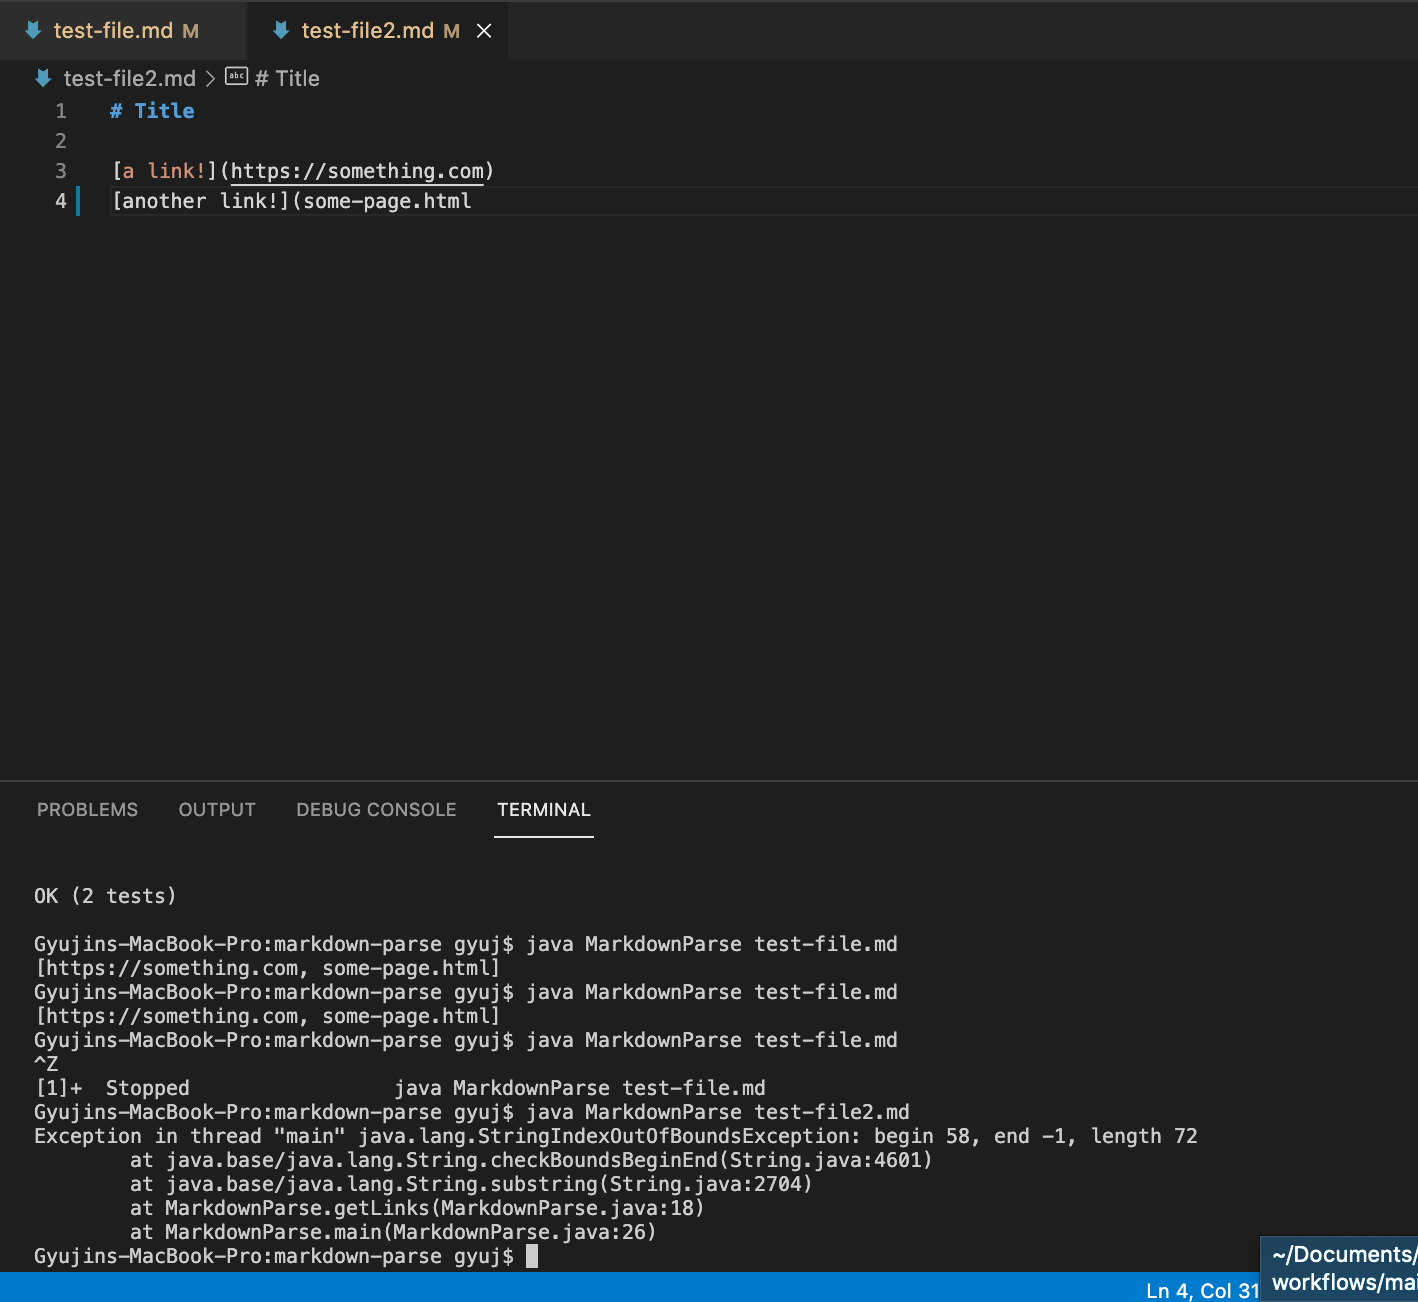 test-file.md M test-file2.md M
test-file2.md > # Title
1 # Title
2
3 [a link!](https://something.com)
4 [another link!](some-page.html
PROBLEMS OUTPUT DEBUG CONSOLE TERMINAL
OK (2 tests)
Gyujins-MacBook-Pro:markdown-parse gyuj$ java MarkdownParse test-file.md
[https://something.com, some-page.html]
Gyujins-MacBook-Pro:markdown-parse gyuj$ java MarkdownParse test-file.md
[https://something.com, some-page.html]
Gyujins-MacBook-Pro:markdown-parse gyuj$ java MarkdownParse test-file.md
^Z
[1]+  Stopped                 java MarkdownParse test-file.md
Gyujins-MacBook-Pro:markdown-parse gyuj$ java MarkdownParse test-file2.md
Exception in thread "main" java.lang.StringIndexOutOfBoundsException: begin 58, end -1, length 72
        at java.base/java.lang.String.checkBoundsBeginEnd(String.java:4601)
        at java.base/java.lang.String.substring(String.java:2704)
        at MarkdownParse.getLinks(MarkdownParse.java:18)
        at MarkdownParse.main(MarkdownParse.java:26)
Gyujins-MacBook-Pro:markdown-parse gyuj$
~/Documents/
workflows/mai
Ln 4, Col 31